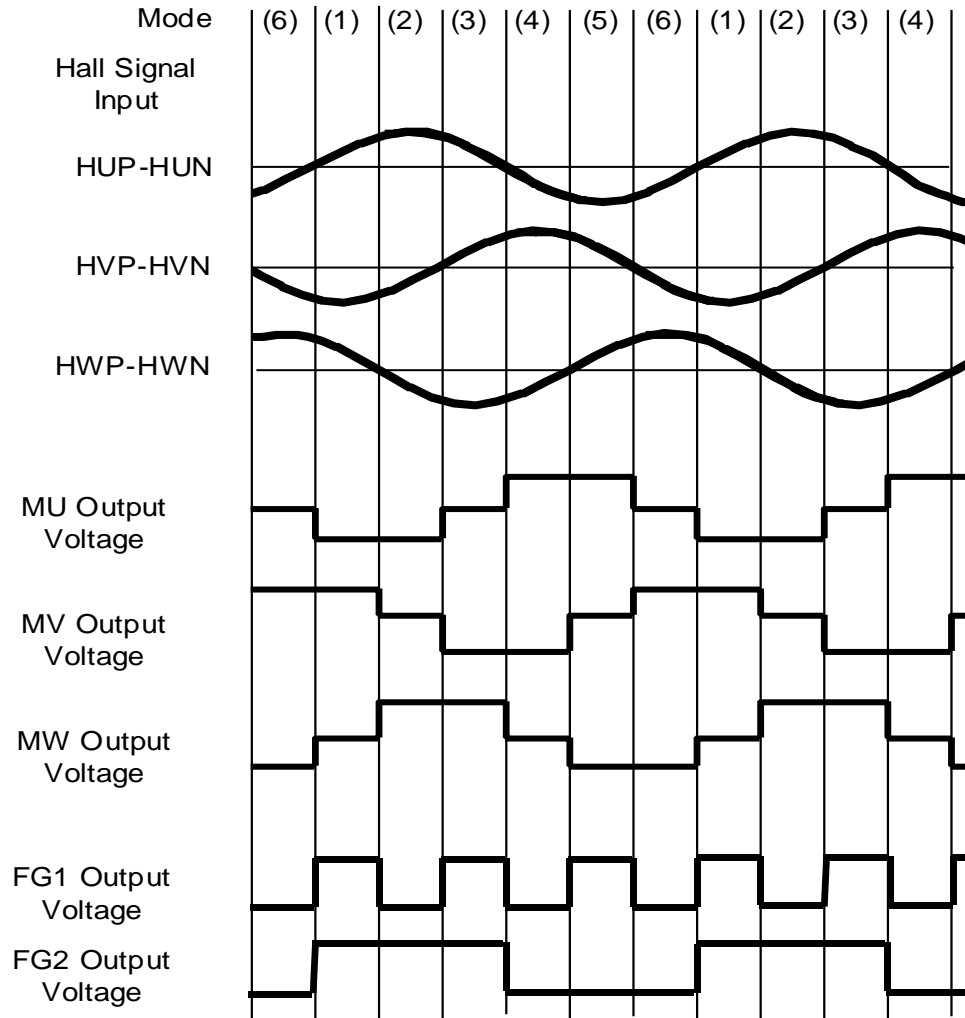 Mode (6) (1) (2) (3) (4) (5) (6) (1) (2) (3) (4)
Hall Signal
Input
HUP-HUN
HVP-HVN
HWP-HWN
MU Output
Voltage
MV Output
Voltage
MW Output
Voltage
FG1 Output
Voltage
FG2 Output
Voltage